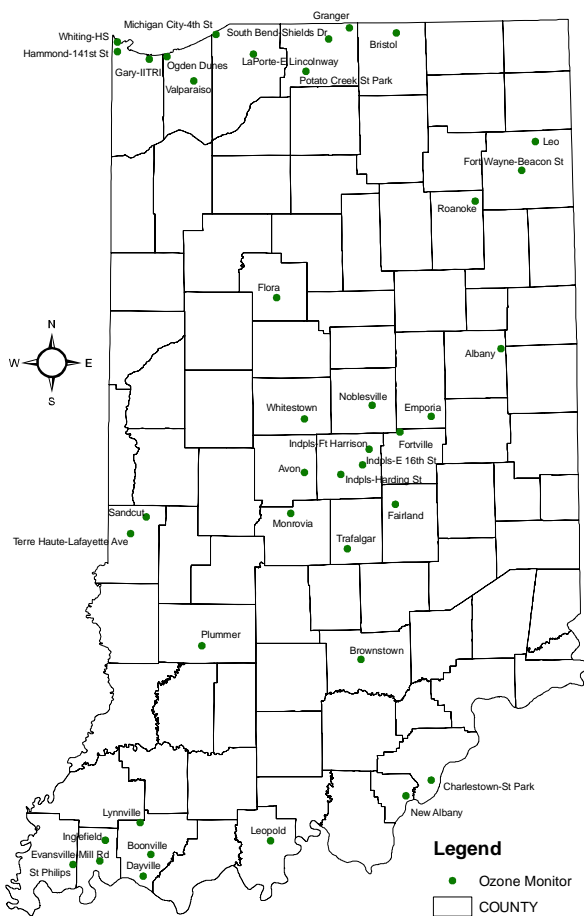 Granger
Michigan City-4th St
South Bend-Shields Dr
Whiting-HS
Bristol
Hammond-141st St
LaPorte-E Lincolnway
Ogden Dunes
Gary-IITRI
Potato Creek St Park
Valparaiso
Leo
Fort Wayne-Beacon St
Roanoke
Flora
N
W E
S
Albany
Noblesville
Whitestown
Emporia
Fortville
Indpls-Ft Harrison
Indpls-E 16th St
Avon
Indpls-Harding St
Fairland
Sandcut
Monrovia
Terre Haute-Lafayette Ave
Trafalgar
Plummer
Brownstown
Charlestown-St Park
New Albany
Lynnville
Leopold
Inglefield
Boonville
Evansville-Mill Rd
Dayville
St Philips
Legend
Ozone Monitor
COUNTY